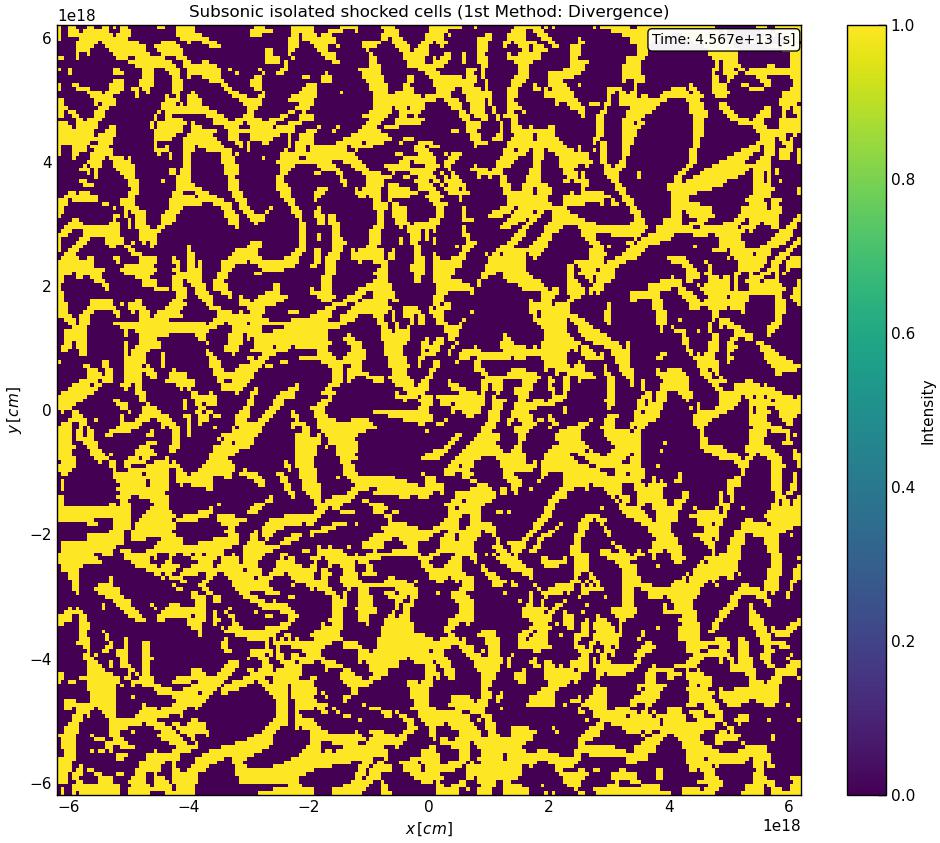 Subsonic isolated shocked cells (1st Method: Divergence)
1e18
Time: 4.567e+13 [s]
6
4
2
0
−2
−4
−6
y [cm]
−6 −4 −2 0 2 4 6
x [cm]
1e18
1.0
0.8
0.6
0.4
0.2
0.0
Intensity